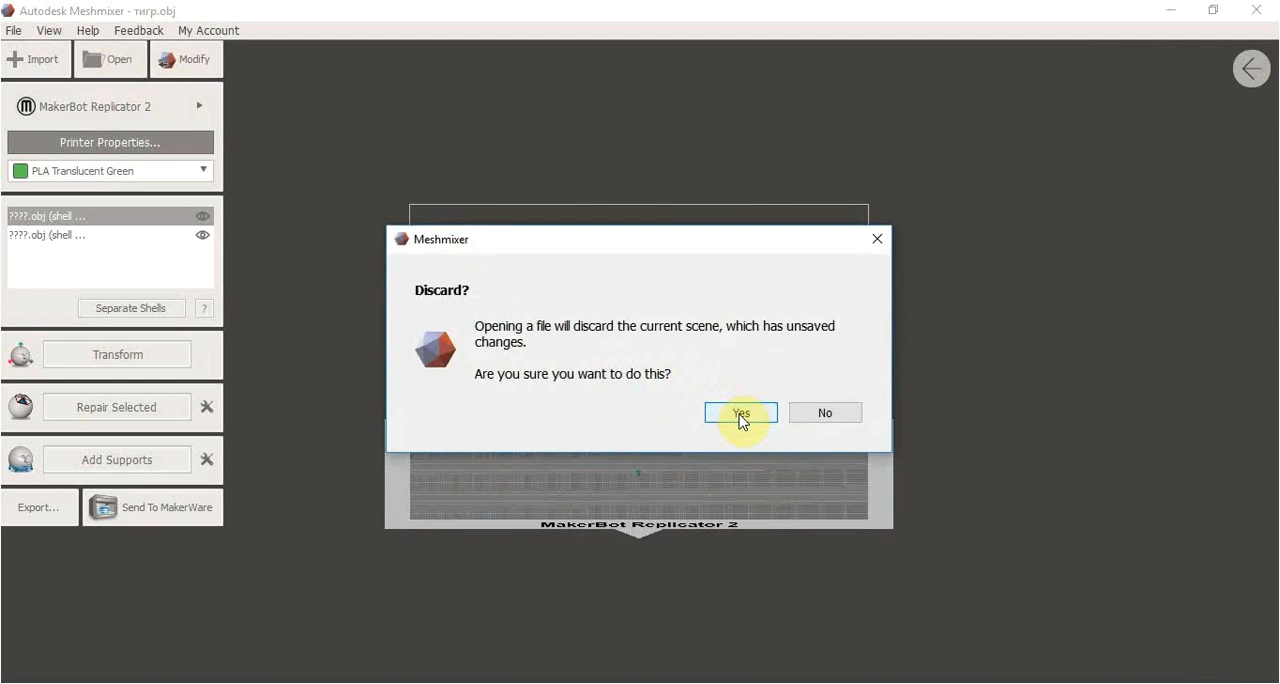 Autodesk Meshmixer - тигр.obj
File View Help Feedback My Account
Import Open Modify
MakerBot Replicator 2
Printer Properties...
PLA Translucent Green
????.obj (shell ...
????.obj (shell ...
Separate Shells ?
Transform
Repair Selected
Add Supports
Export... Send To MakerWare
Meshmixer
Discard?
Opening a file will discard the current scene, which has unsaved
changes.
Are you sure you want to do this?
Yes No
MakerBot Replicator 2